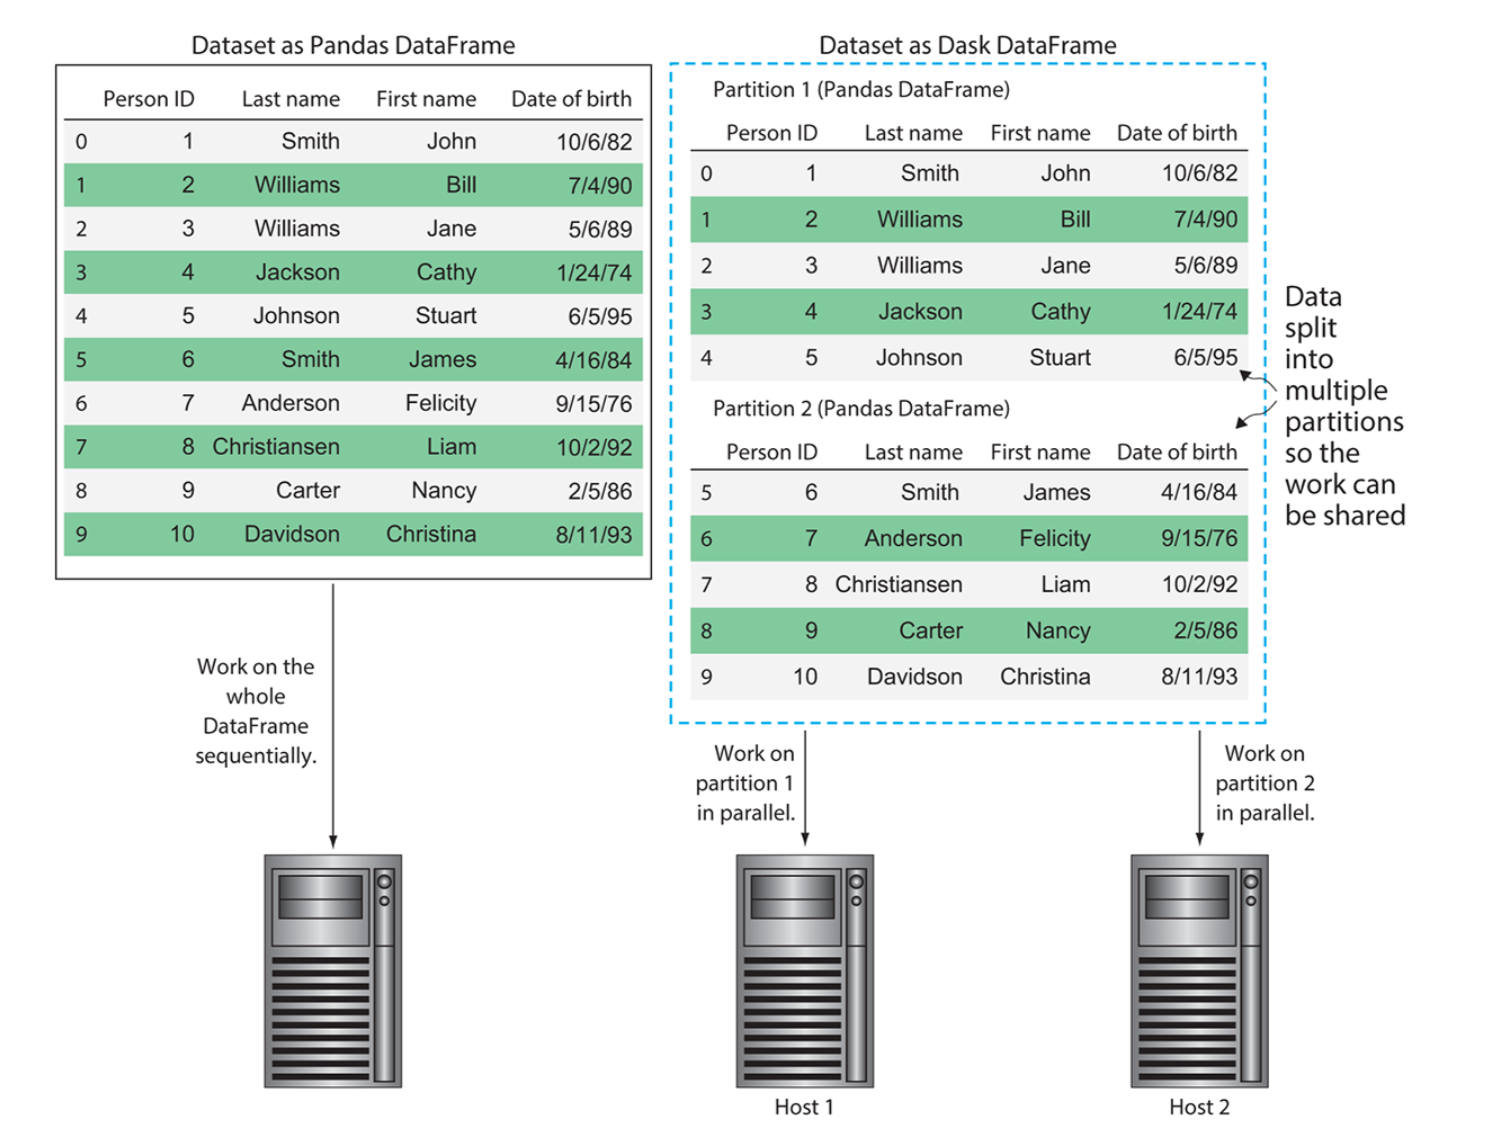 Dataset as Pandas DataFrame
Person ID Last name First name Date of birth
0 1 Smith John 10/6/82
1 2 Williams Bill 7/4/90
2 3 Williams Jane 5/6/89
3 4 Jackson Cathy 1/24/74
4 5 Johnson Stuart 6/5/95
5 6 Smith James 4/16/84
6 7 Anderson Felicity 9/15/76
7 8 Christiansen Liam 10/2/92
8 9 Carter Nancy 2/5/86
9 10 Davidson Christina 8/11/93
Work on the
whole
DataFrame
sequentially.
Dataset as Dask DataFrame
Partition 1 (Pandas DataFrame)
Person ID Last name First name Date of birth
0 1 Smith John 10/6/82
1 2 Williams Bill 7/4/90
2 3 Williams Jane 5/6/89
3 4 Jackson Cathy 1/24/74
4 5 Johnson Stuart 6/5/95
Partition 2 (Pandas DataFrame)
Person ID Last name First name Date of birth
5 6 Smith James 4/16/84
6 7 Anderson Felicity 9/15/76
7 8 Christiansen Liam 10/2/92
8 9 Carter Nancy 2/5/86
9 10 Davidson Christina 8/11/93
Data
split
into
multiple
partitions
so the
work can
be shared
Work on
partition 1
in parallel.
Work on
partition 2
in parallel.
Host 1
Host 2